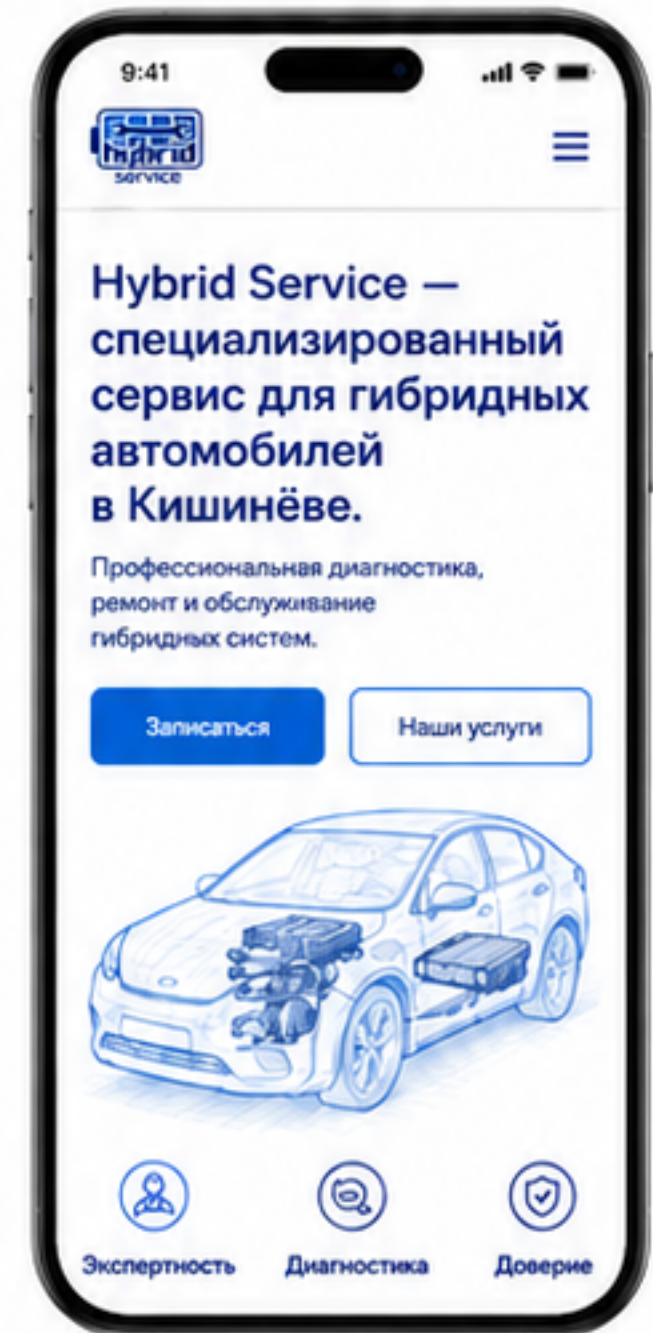 9:41
hybrid
service
Hybrid Service —
специализированный
сервис для гибридных
автомобилей
в Кишинёве.
Профессиональная диагностика,
ремонт и обслуживание
гибридных систем.
Записаться
Наши услуги
Экспертность
Диагностика
Доверие